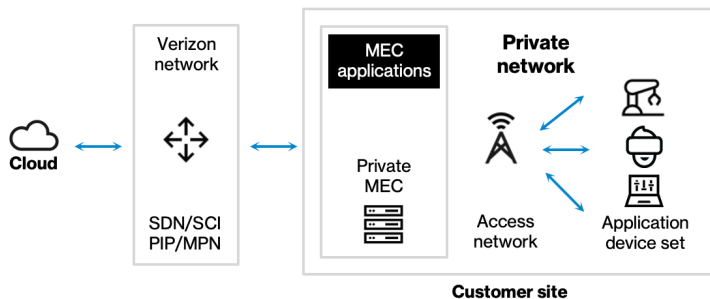 Cloud
Verizon
network
SDN/SCI
PIP/MPN
MEC
applications
Private
MEC
Private
network
Access
network
Application
device set
Customer site